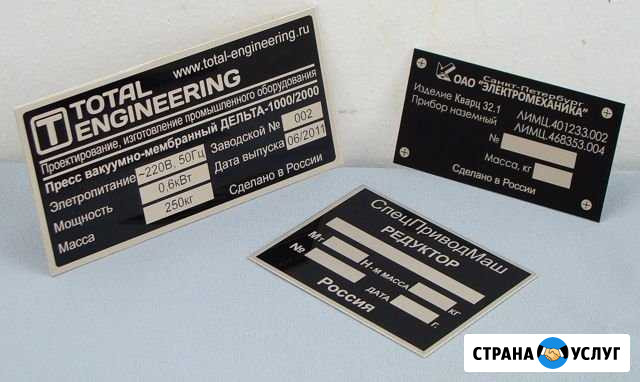 www.total-engineering.ru
TOTAL
ENGINEERING
Проектирование, изготовление промышленного оборудования
Пресс вакуумно-мембранный ДЕЛЬТА-1000/2000
Элетропитание ~220В, 50Гц Заводской № 002
Мощность 0,6кВт Дата выпуска 06/2011
Масса 250кг Сделано в России
Санкт-Петербург
ОАО "ЭЛЕКТРОМЕХАНИКА"
Изделие Кварц 32.1 ЛИМЦ.401233.002
Прибор наземный ЛИМЦ.468353.004
№
Масса, кг
Сделано в России
СпецПриводМаш
РЕДУКТОР
Мт Н-м МАССА кг
№ ДАТА г.
Россия
СТРАНА УСЛУГ